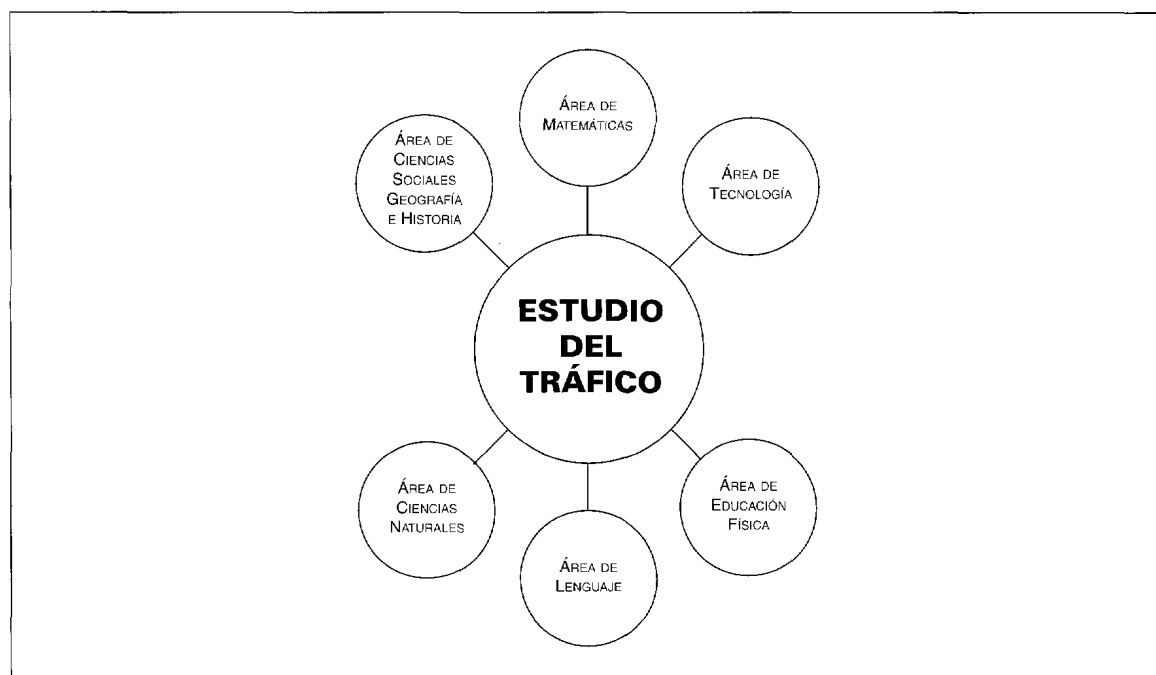 ÁREA DE
MATEMÁTICAS
ÁREA DE
CIENCIAS
SOCIALES
GEOGRAFÍA
E HISTORIA
ÁREA DE
TECNOLOGÍA
ESTUDIO
DEL
TRÁFICO
ÁREA DE
CIENCIAS
NATURALES
ÁREA DE
EDUCACIÓN
FÍSICA
ÁREA DE
LENGUAJE